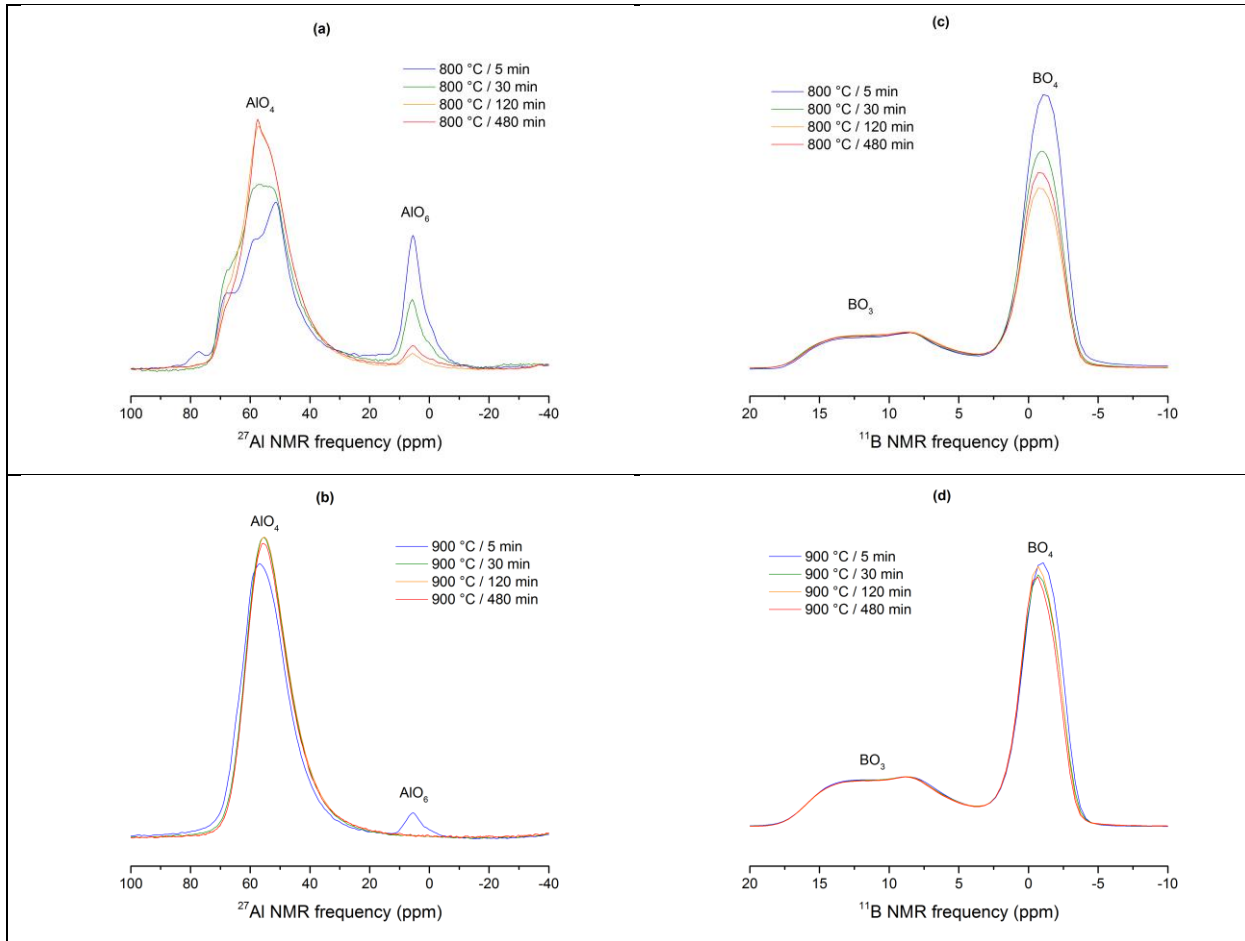 (a)
800 °C / 5 min
800 °C / 30 min
800 °C / 120 min
800 °C / 480 min
AlO₄
AlO₆
100 80 60 40 20 0 -20 -40
²⁷Al NMR frequency (ppm)
(c)
800 °C / 5 min
800 °C / 30 min
800 °C / 120 min
800 °C / 480 min
BO₄
BO₃
20 15 10 5 0 -5 -10
¹¹B NMR frequency (ppm)
(b)
AlO₄
900 °C / 5 min
900 °C / 30 min
900 °C / 120 min
900 °C / 480 min
AlO₆
100 80 60 40 20 0 -20 -40
²⁷Al NMR frequency (ppm)
(d)
900 °C / 5 min
900 °C / 30 min
900 °C / 120 min
900 °C / 480 min
BO₄
BO₃
20 15 10 5 0 -5 -10
¹¹B NMR frequency (ppm)